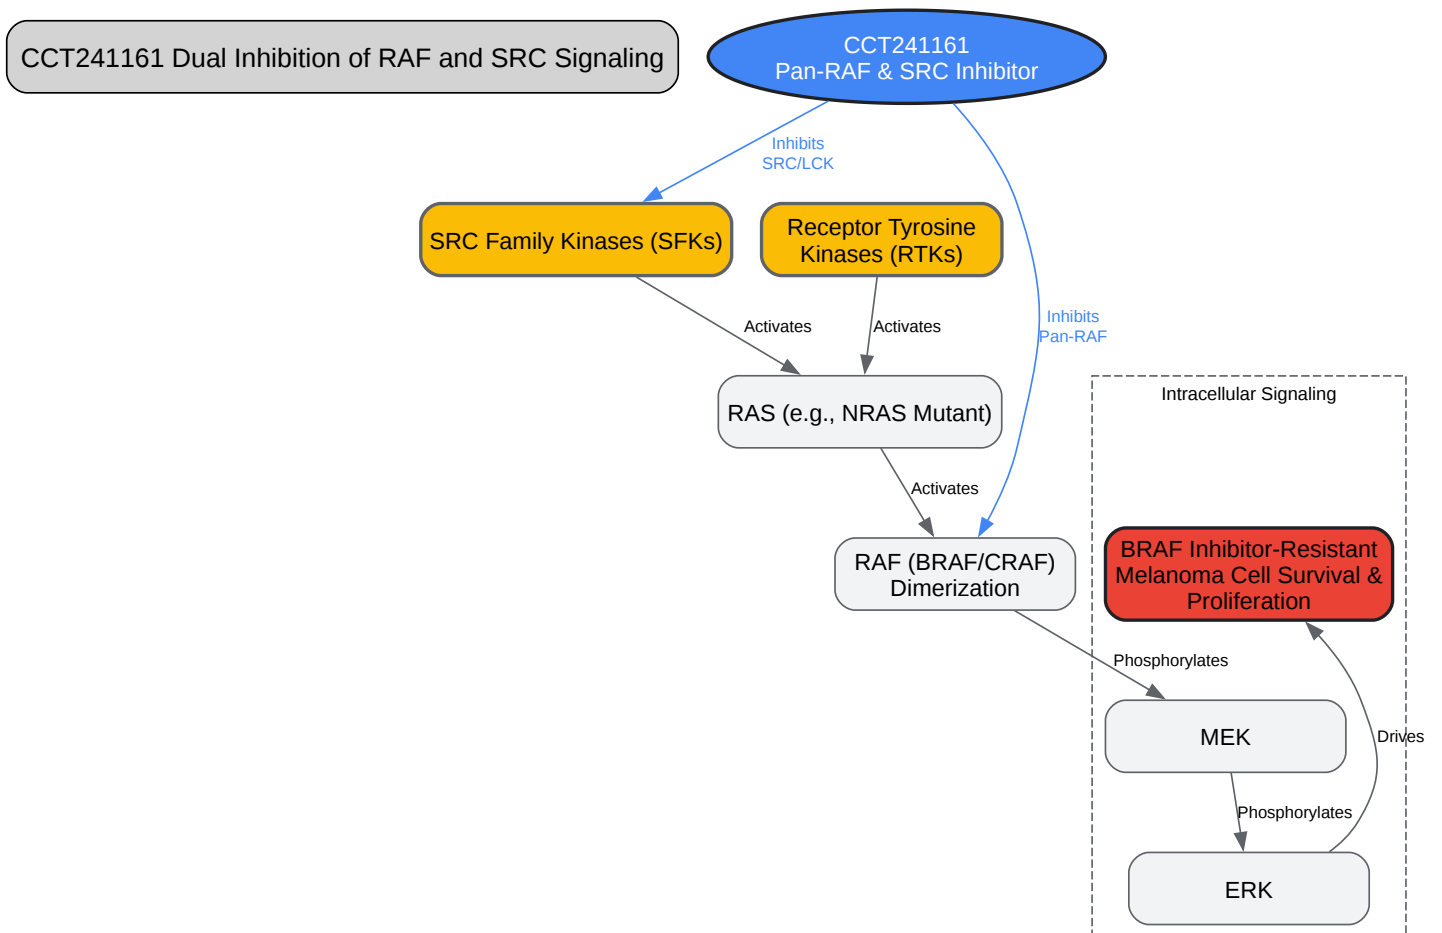 CCT241161 Dual Inhibition of RAF and SRC Signaling
CCT241161
Pan-RAF & SRC Inhibitor
Inhibits
SRC/LCK
SRC Family Kinases (SFKs)
Receptor Tyrosine
Kinases (RTKs)
Activates
Activates
Inhibits
Pan-RAF
RAS (e.g., NRAS Mutant)
Intracellular Signaling
Activates
RAF (BRAF/CRAF)
Dimerization
BRAF Inhibitor-Resistant
Melanoma Cell Survival &
Proliferation
Phosphorylates
MEK
Drives
Phosphorylates
ERK